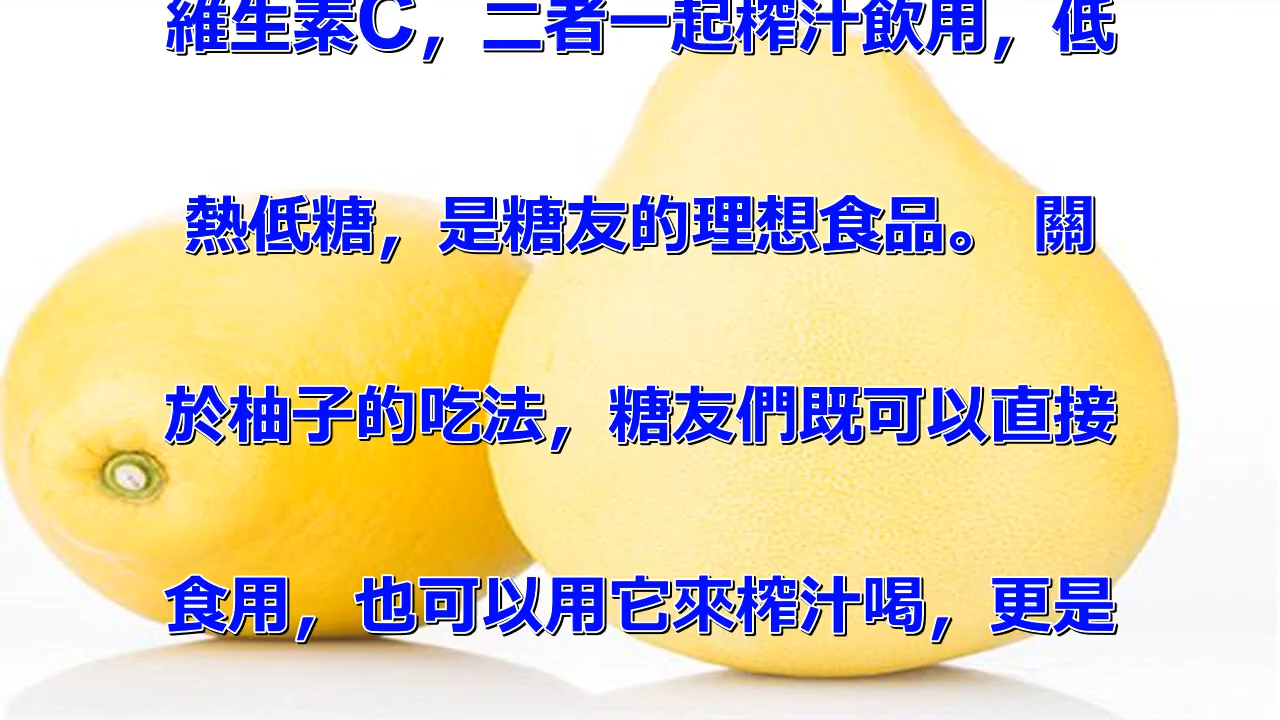 維生素C，二者一起榨汁飲用，低
熱低糖，是糖友的理想食品。 關
於柚子的吃法，糖友們既可以直接
食用，也可以用它來榨汁喝，更是